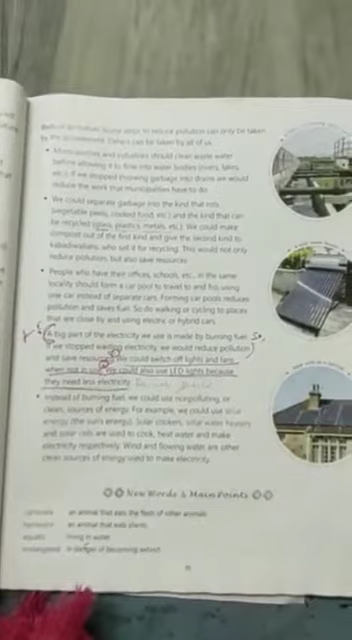 Reduce pollution: Some steps to reduce pollution can only be taken
by the government. Others can be taken by all of us.
• Municipalities and industries should clean waste water
before allowing it to flow into water bodies (rivers, lakes,
etc.). If we stopped throwing garbage into drains we would
reduce the work that municipalities have to do.
• We could separate garbage into the kind that rots
(vegetable peels, cooked food, etc.) and the kind that can
be recycled (glass, plastics, metals, etc.). We could make
compost out of the first kind and give the second kind to
kabadiwallahs, who sell it for recycling. This would not only
reduce pollution, but also save resources.
• People who have their offices, schools, etc., in the same
locality should form a car pool to travel to and fro, using
one car instead of separate cars. Forming car pools reduces
pollution and saves fuel. So do walking or cycling to places
that are close by and using electric or hybrid cars.
A big part of the electricity we use is made by burning fuel. So,
if we stopped wasting electricity, we would reduce pollution
and save resources. We could switch off lights and fans
when not in use. We could also use LED lights because
they need less electricity.
• Instead of burning fuel, we could use nonpolluting, or
clean, sources of energy. For example, we could use solar
energy (the sun's energy). Solar cookers, solar water heaters
and solar cells are used to cook, heat water and make
electricity respectively. Wind and flowing water are other
clean sources of energy used to make electricity.
New Words & Main Points
carnivore an animal that eats the flesh of other animals
herbivore an animal that eats plants
aquatic living in water
endangered in danger of becoming extinct